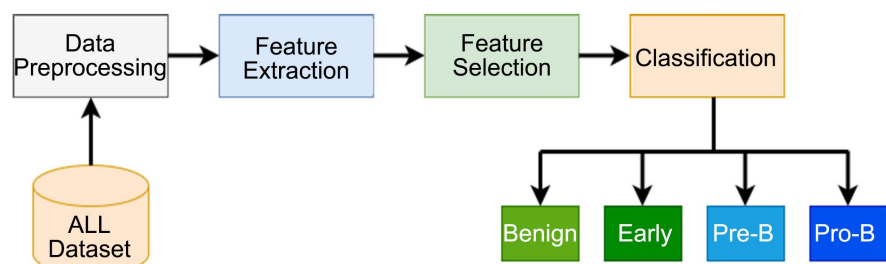 Data
Preprocessing
Feature
Extraction
Feature
Selection
Classification
ALL
Dataset
Benign
Early
Pre-B
Pro-B